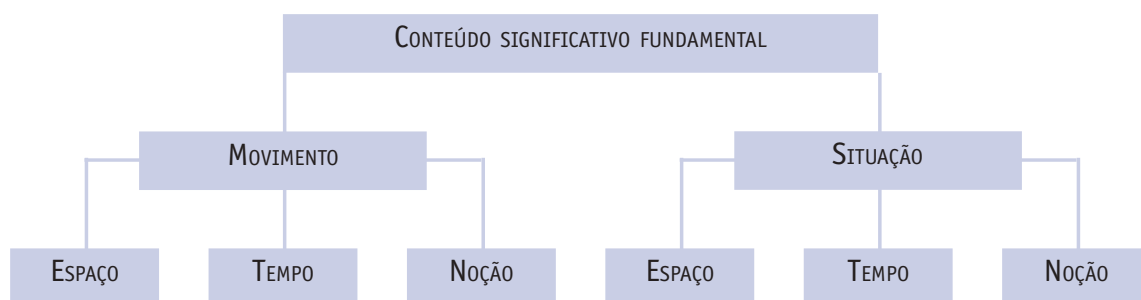 Conteúdo significativo fundamental
Movimento
Situação
Espaço
Tempo
Noção
Espaço
Tempo
Noção